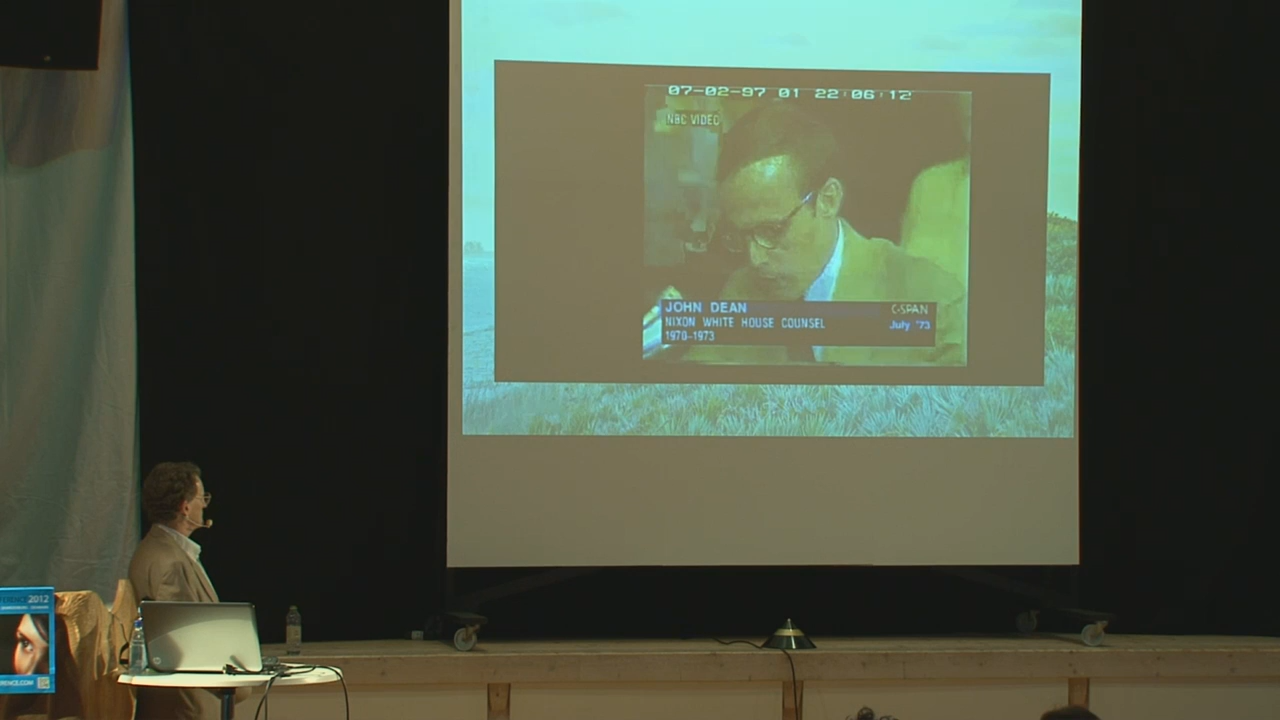 07-02-97 01 22:06:12
NBC VIDEO
JOHN DEAN
C-SPAN
NIXON WHITE HOUSE COUNSEL
July '73
1970-1973
2012